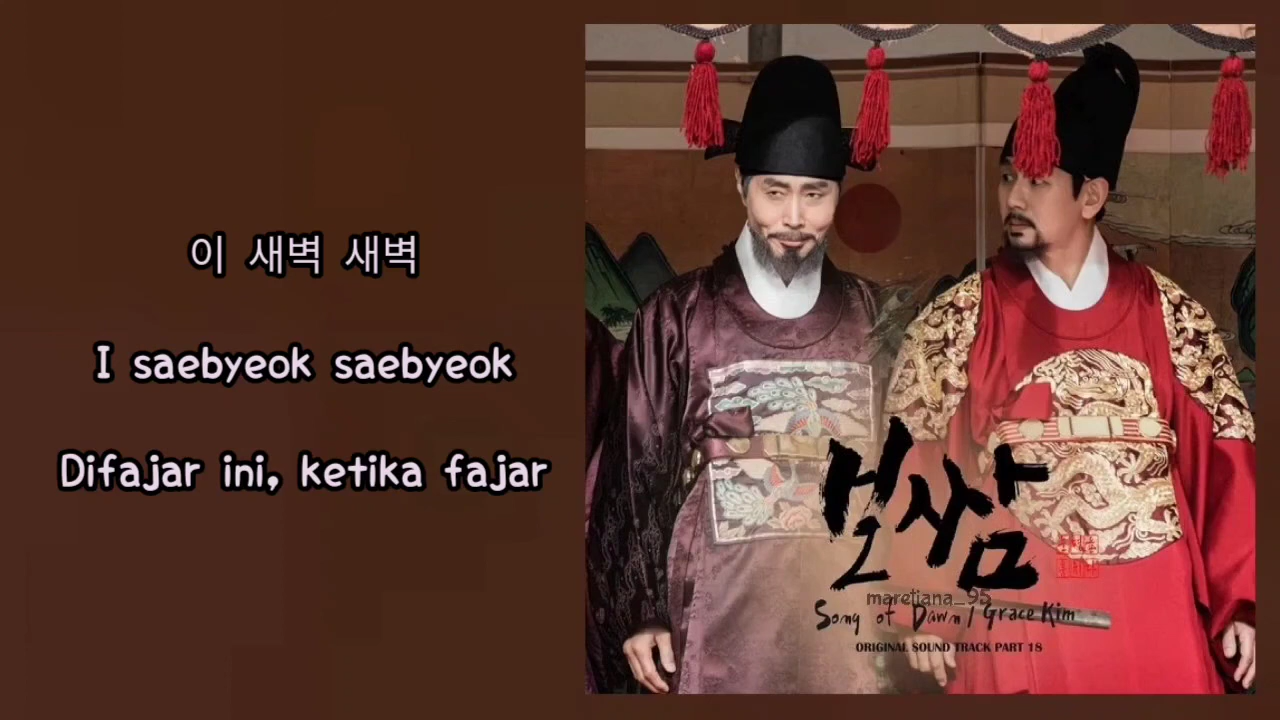 이 새벽 새벽
I saebyeok saebyeok
Difajar ini, ketika fajar
보쌈
maretiana_95
Song of Dawn / Grace Kim
ORIGINAL SOUND TRACK PART 18